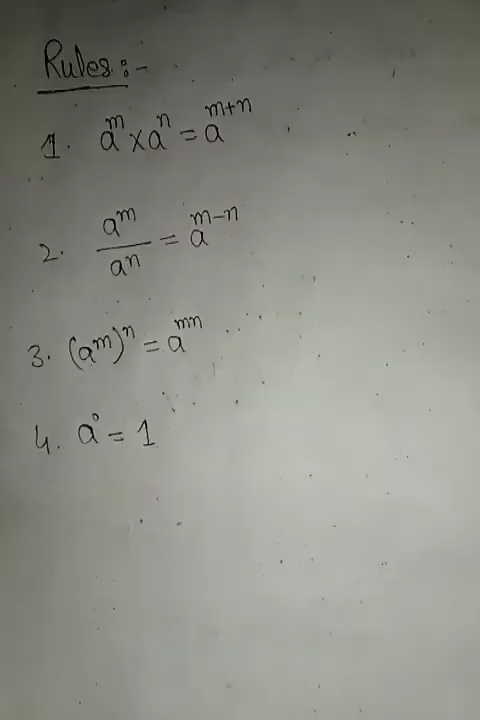 Rules:-
1. a^m × a^n = a^(m+n)
2. a^m / a^n = a^(m-n)
3. (a^m)^n = a^(mn)
4. a^0 = 1